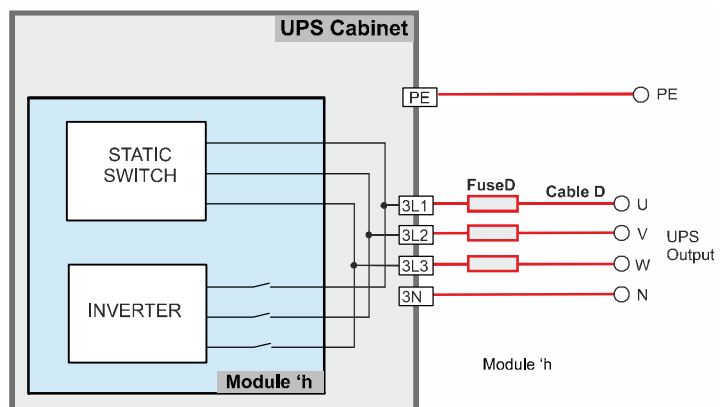 UPS Cabinet
PE
PE
STATIC
SWITCH
FuseD
Cable D
3L1
U
3L2
V
UPS
Output
3L3
W
3N
N
INVERTER
Module ‘h
Module ‘h